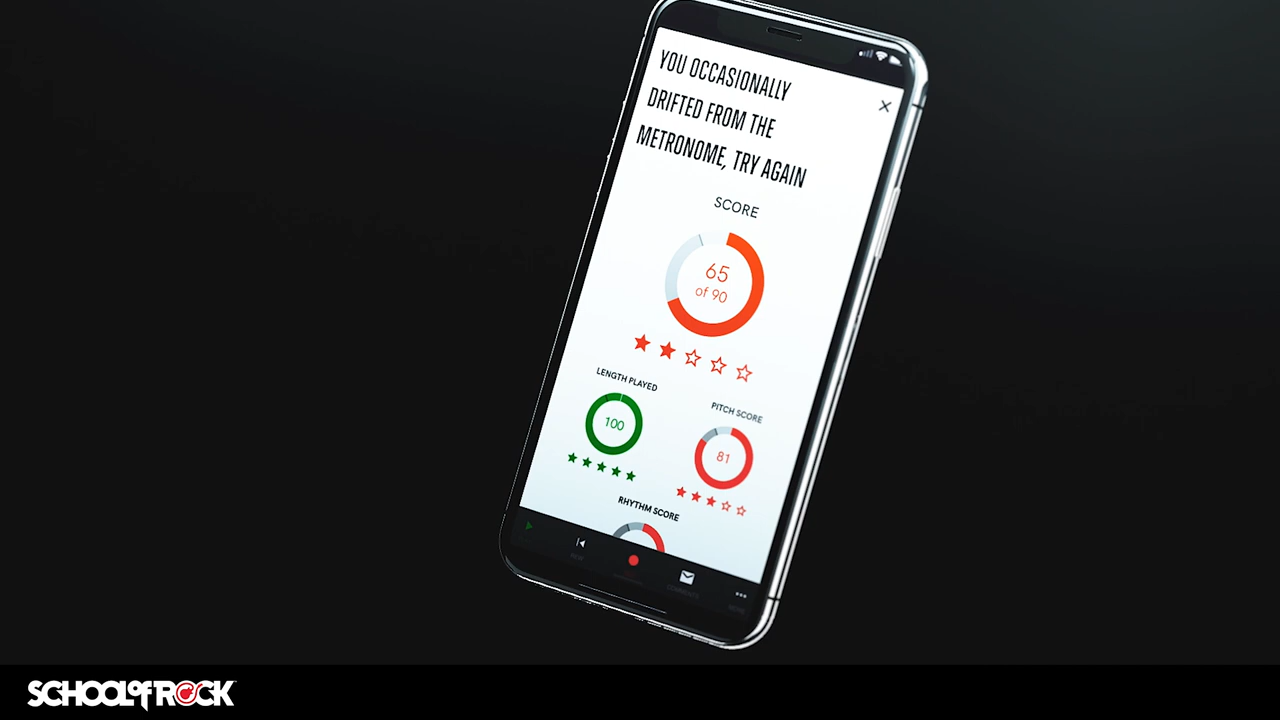 YOU OCCASIONALLY
DRIFTED FROM THE
METRONOME, TRY AGAIN
SCORE
65
of 90
LENGTH PLAYED
100
PITCH SCORE
81
RHYTHM SCORE
SCHOOL of ROCK